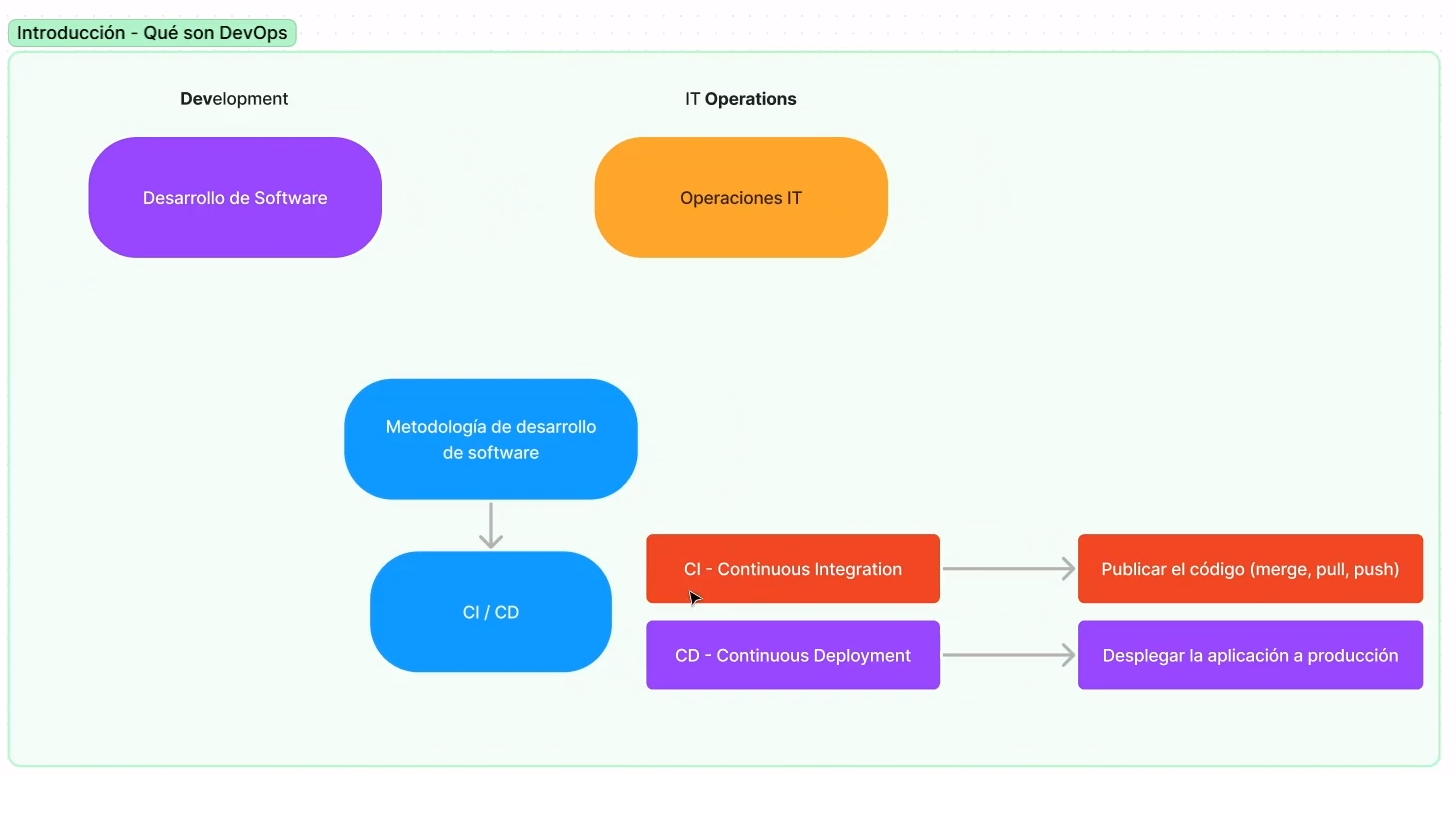 Introducción - Qué son DevOps
Development
IT Operations
Desarrollo de Software
Operaciones IT
Metodología de desarrollo
de software
CI / CD
CI - Continuous Integration
Publicar el código (merge, pull, push)
CD - Continuous Deployment
Desplegar la aplicación a producción